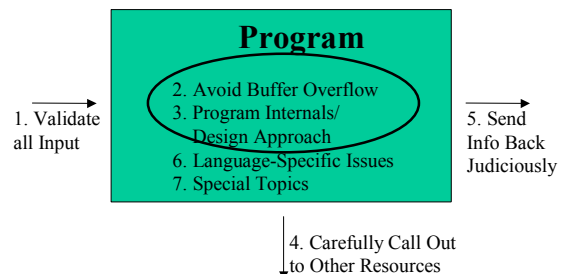 Program
1. Validate
all Input
2. Avoid Buffer Overflow
3. Program Internals/
Design Approach
6. Language-Specific Issues
7. Special Topics
5. Send
Info Back
Judiciously
4. Carefully Call Out
to Other Resources